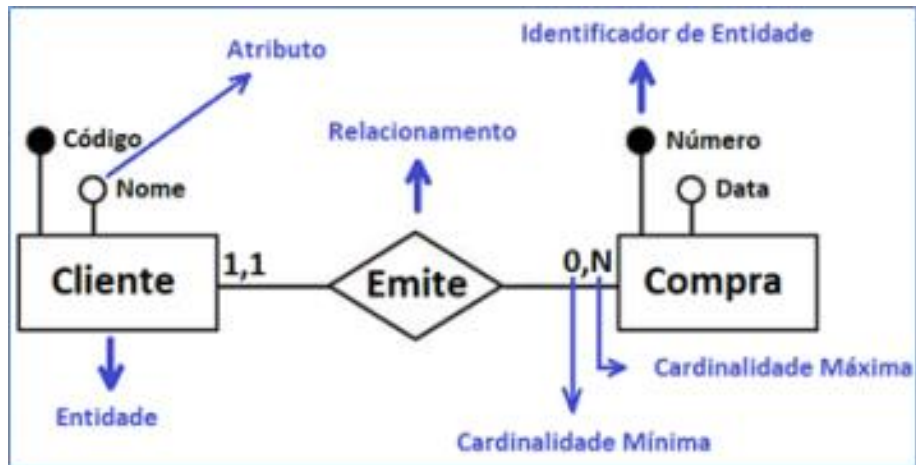 Identificador de Entidade
Atributo
Relacionamento
Código
Nome
Número
Data
Cliente
1,1
Emite
0,N
Compra
Cardinalidade Máxima
Entidade
Cardinalidade Mínima